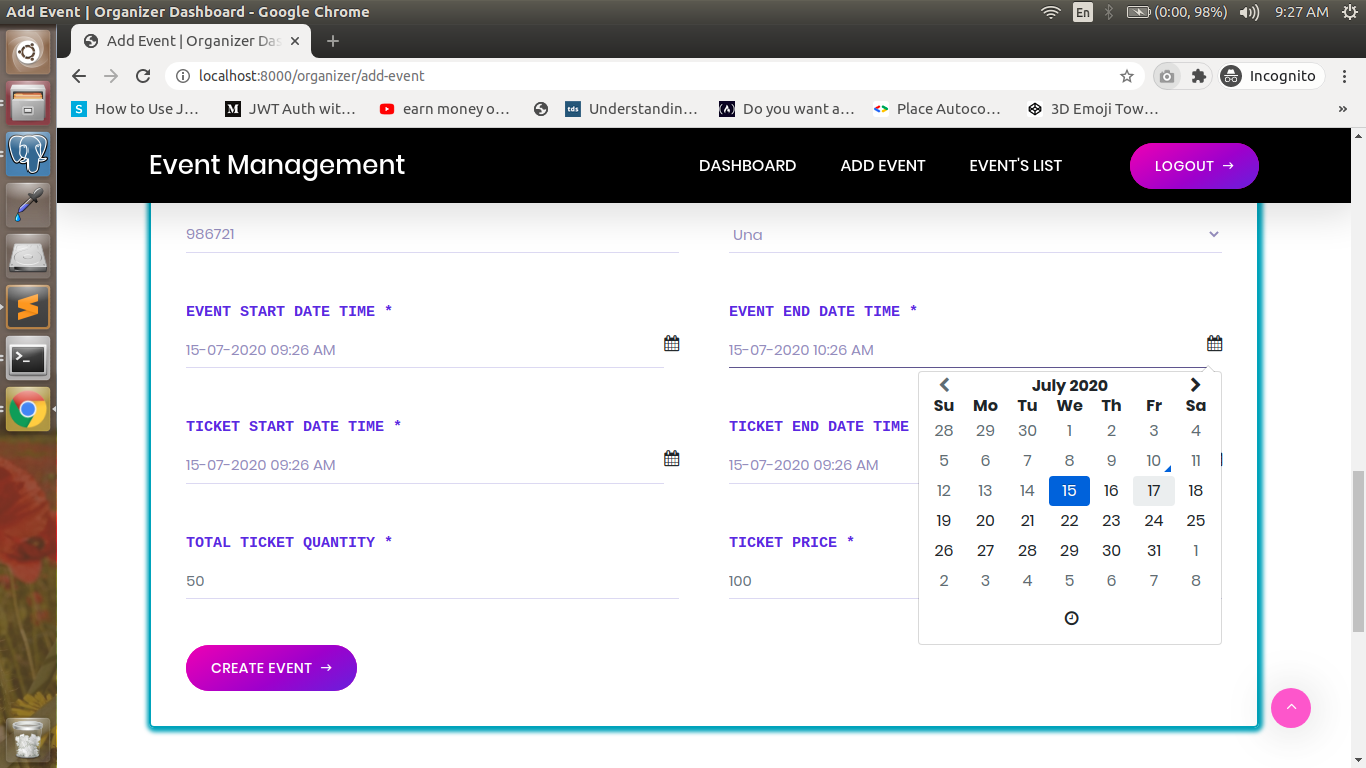 Add Event | Organizer Dashboard - Google Chrome
En
(0:00, 98%)
9:27 AM
Add Event | Organizer Das
localhost:8000/organizer/add-event
Incognito
S
How to Use J…
M
JWT Auth wit…
earn money o…
tds
Understandin…
Do you want a…
Place Autoco…
3D Emoji Tow…
»
Event Management
DASHBOARD
ADD EVENT
EVENT'S LIST
LOGOUT →
986721
Una
EVENT START DATE TIME *
EVENT END DATE TIME *
15-07-2020 09:26 AM
15-07-2020 10:26 AM
TICKET START DATE TIME *
TICKET END DATE TIME
15-07-2020 09:26 AM
15-07-2020 09:26 AM
TOTAL TICKET QUANTITY *
TICKET PRICE *
50
100
July 2020
Su Mo Tu We Th Fr Sa
28 29 30 1 2 3 4
5 6 7 8 9 10 11
12 13 14 15 16 17 18
19 20 21 22 23 24 25
26 27 28 29 30 31 1
2 3 4 5 6 7 8
CREATE EVENT →